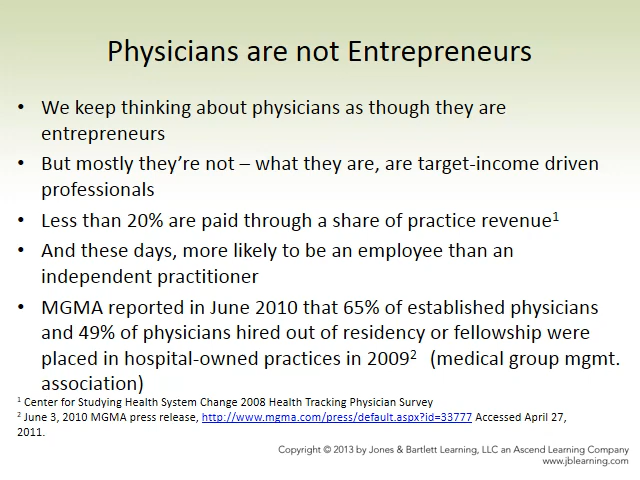 Physicians are not Entrepreneurs
• We keep thinking about physicians as though they are
entrepreneurs
• But mostly they’re not – what they are, are target-income driven
professionals
• Less than 20% are paid through a share of practice revenue1
• And these days, more likely to be an employee than an
independent practitioner
• MGMA reported in June 2010 that 65% of established physicians
and 49% of physicians hired out of residency or fellowship were
placed in hospital-owned practices in 20092 (medical group mgmt.
association)
1 Center for Studying Health System Change 2008 Health Tracking Physician Survey
2 June 3, 2010 MGMA press release, http://www.mgma.com/press/default.aspx?id=33777 Accessed April 27,
2011.
Copyright © 2013 by Jones & Bartlett Learning, LLC an Ascend Learning Company
www.jblearning.com